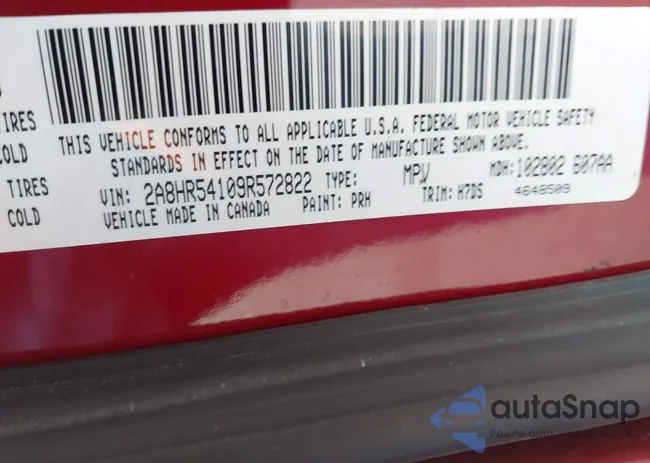 TIRES
COLD
TIRES
COLD
THIS VEHICLE CONFORMS TO ALL APPLICABLE U.S.A. FEDERAL MOTOR VEHICLE SAFETY
STANDARDS IN EFFECT ON THE DATE OF MANUFACTURE SHOWN ABOVE.
VIN: 2A8HR54109R572822 TYPE: MPV MDH: 102802 607AA
VEHICLE MADE IN CANADA PAINT: PRH TRIM: H7DS 4648509
autaSnap